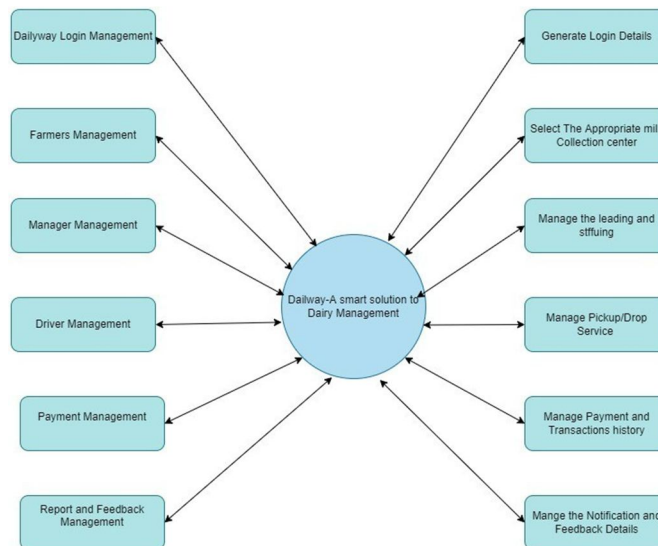 Dailyway Login Management
Farmers Management
Manager Management
Driver Management
Payment Management
Report and Feedback
Management
Dailway-A smart solution to
Dairy Management
Generate Login Details
Select The Appropriate mil
Collection center
Manage the leading and
stffuing
Manage Pickup/Drop
Service
Manage Payment and
Transactions history
Mange the Notification and
Feedback Details